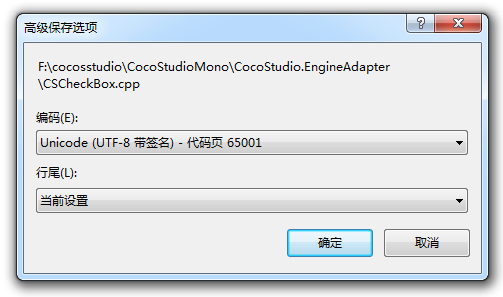 高级保存选项
F:\cocosstudio\CocoStudioMono\CocoStudio.EngineAdapter
\CSCheckBox.cpp
编码(E):
Unicode (UTF-8 带签名) - 代码页 65001
行尾(L):
当前设置
确定 取消